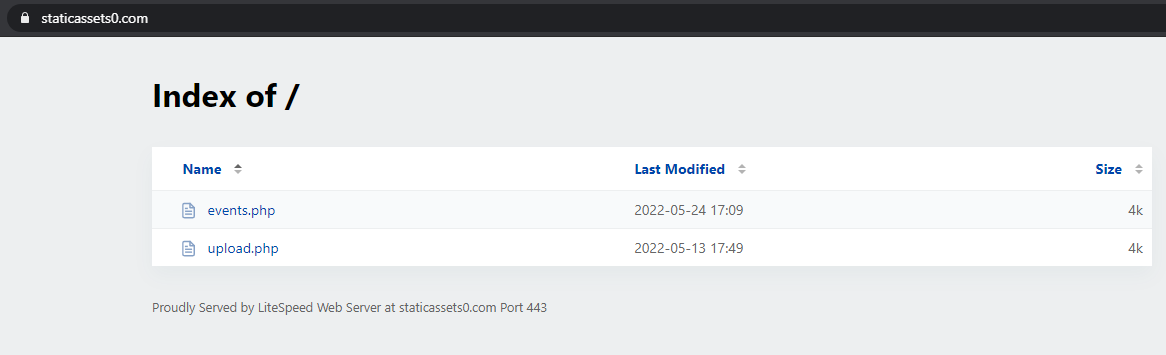 staticassets0.com
Index of /
Name Last Modified Size
events.php 2022-05-24 17:09 4k
upload.php 2022-05-13 17:49 4k
Proudly Served by LiteSpeed Web Server at staticassets0.com Port 443